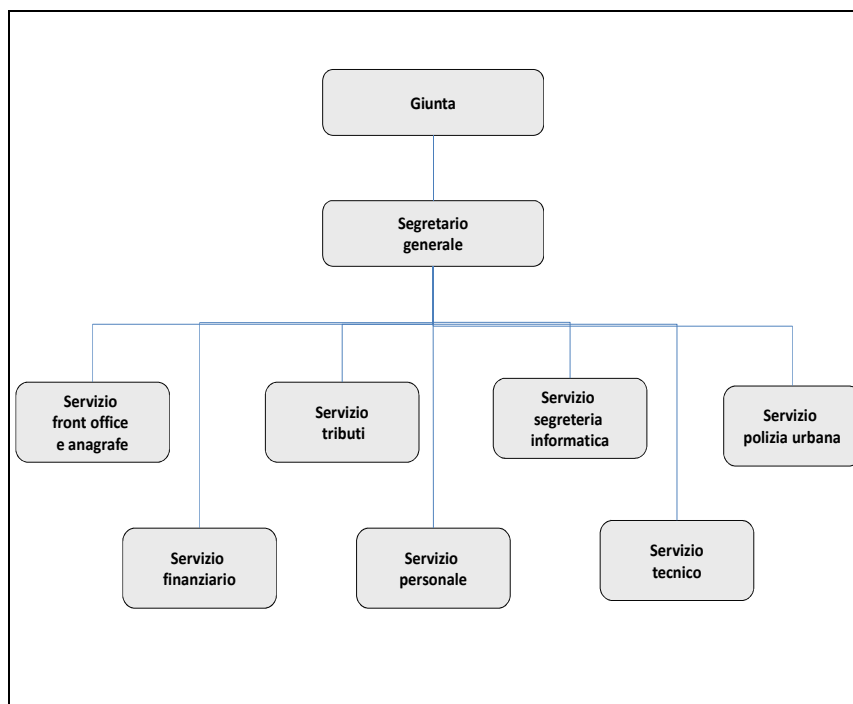 Giunta
Segretario
generale
Servizio
front office
e anagrafe
Servizio
tributi
Servizio
segreteria
informatica
Servizio
polizia urbana
Servizio
finanziario
Servizio
personale
Servizio
tecnico